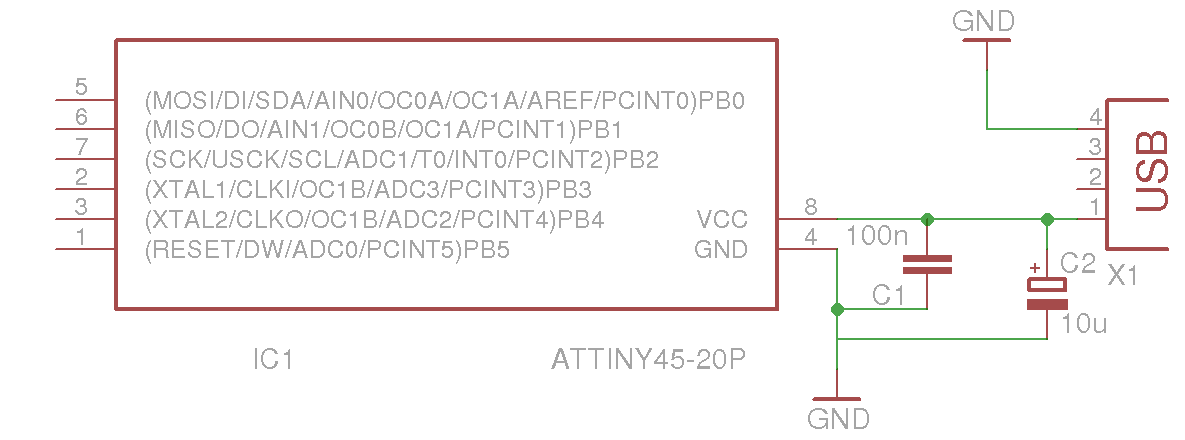 GND
5 (MOSI/DI/SDA/AIN0/OC0A/OC1A/AREF/PCINT0)PB0
6 (MISO/DO/AIN1/OC0B/OC1A/PCINT1)PB1
7 (SCK/USCK/SCL/ADC1/T0/INT0/PCINT2)PB2
2 (XTAL1/CLKI/OC1B/ADC3/PCINT3)PB3
3 (XTAL2/CLKO/OC1B/ADC2/PCINT4)PB4 VCC 8
1 (RESET/DW/ADC0/PCINT5)PB5 GND 4
4
3
2
1
USB
X1
100n
C1
+
C2
10u
IC1
ATTINY45-20P
GND